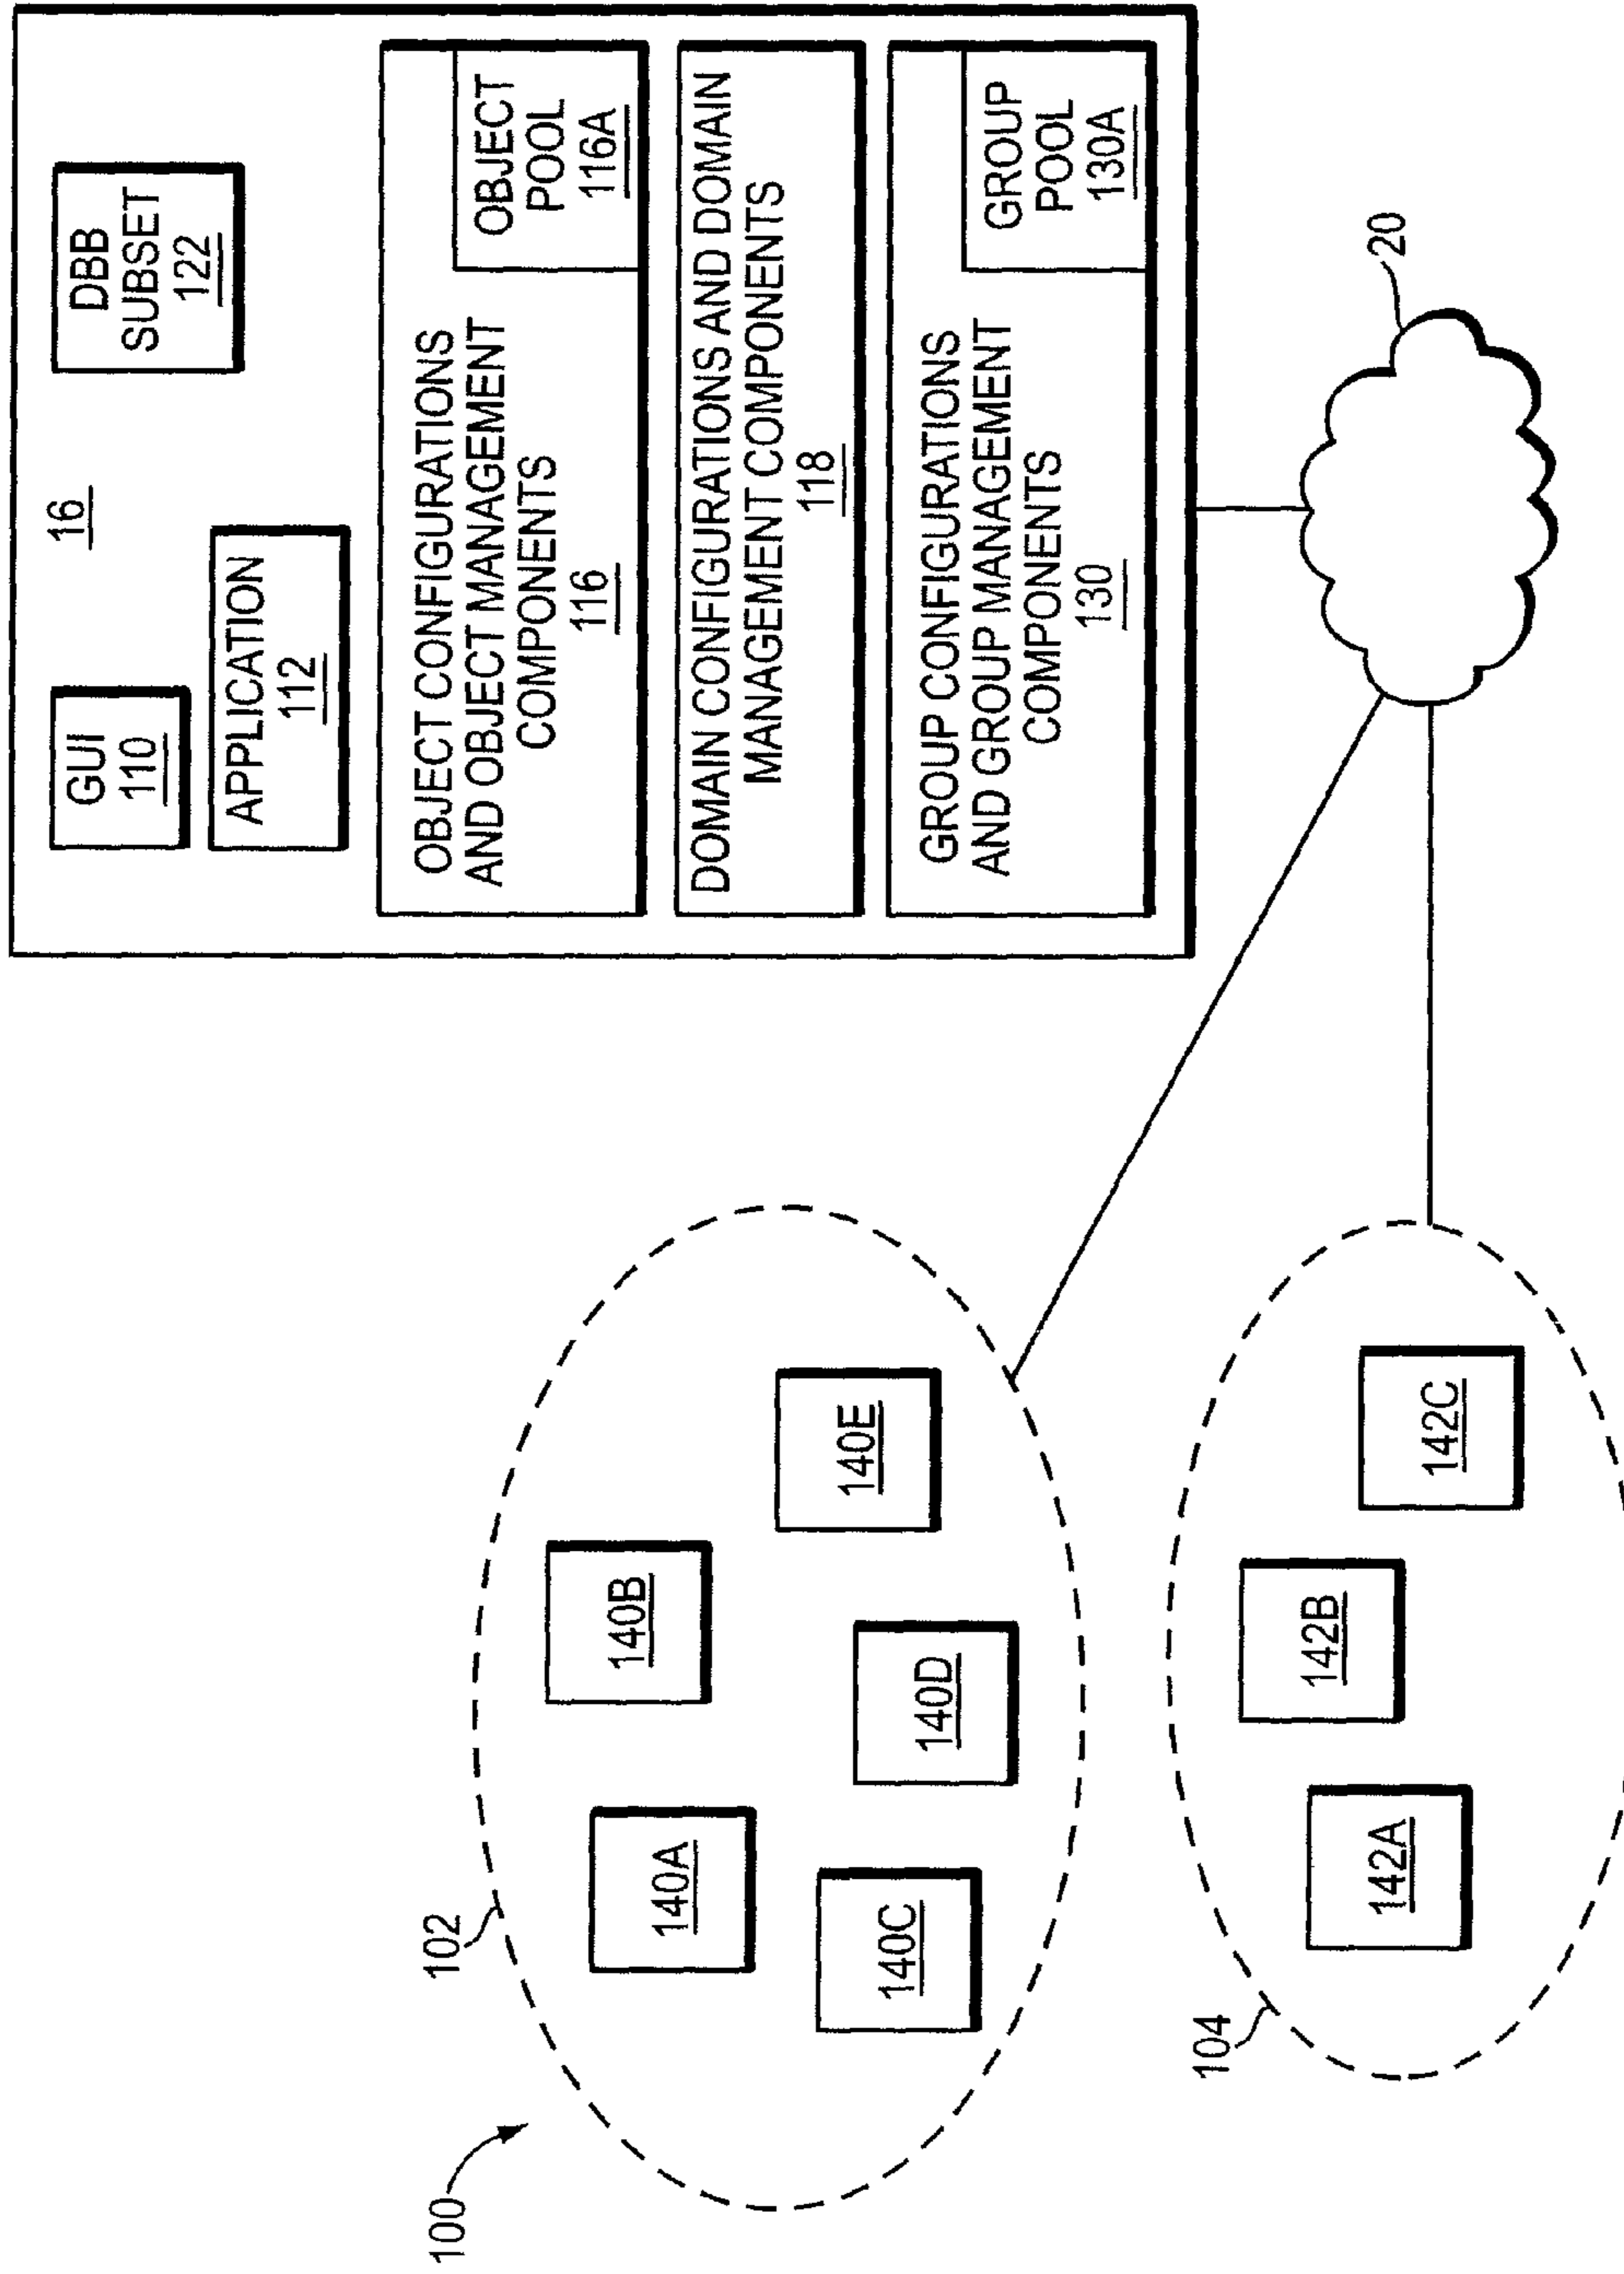 100
102
140A
140B
140C
140D
140E
104
142A
142B
142C
16
GUI
110
DBB
SUBSET
122
APPLICATION
112
OBJECT CONFIGURATIONS
AND OBJECT MANAGEMENT
COMPONENTS
116
OBJECT
POOL
116A
DOMAIN CONFIGURATIONS AND DOMAIN
MANAGEMENT COMPONENTS
118
GROUP CONFIGURATIONS
AND GROUP MANAGEMENT
COMPONENTS
130
GROUP
POOL
130A
20